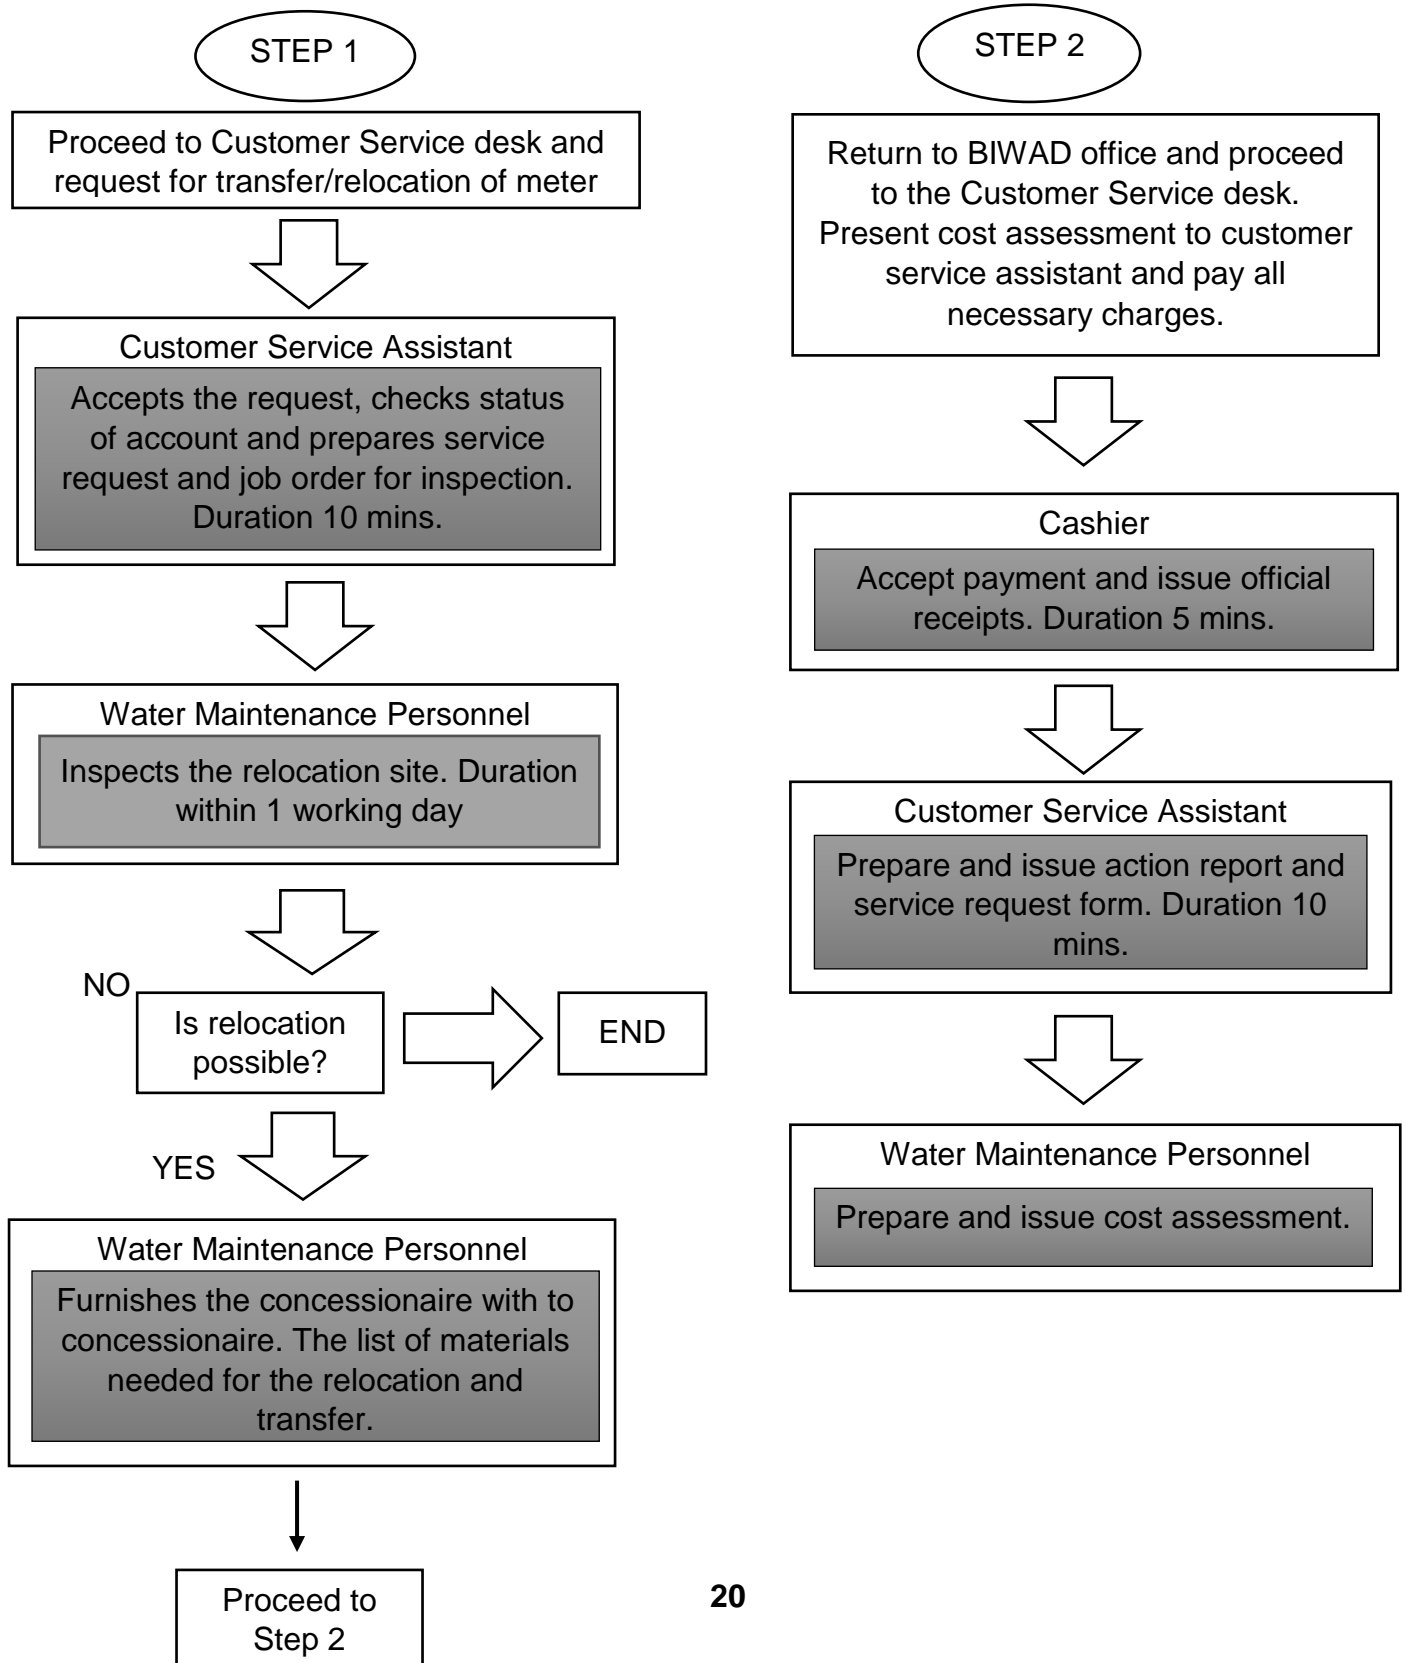 STEP 1
Proceed to Customer Service desk and
request for transfer/relocation of meter
Customer Service Assistant
Accepts the request, checks status
of account and prepares service
request and job order for inspection.
Duration 10 mins.
Water Maintenance Personnel
Inspects the relocation site. Duration
within 1 working day
NO
Is relocation
possible?
END
YES
Water Maintenance Personnel
Furnishes the concessionaire with to
concessionaire. The list of materials
needed for the relocation and
transfer.
Proceed to
Step 2
STEP 2
Return to BIWAD office and proceed
to the Customer Service desk.
Present cost assessment to customer
service assistant and pay all
necessary charges.
Cashier
Accept payment and issue official
receipts. Duration 5 mins.
Customer Service Assistant
Prepare and issue action report and
service request form. Duration 10
mins.
Water Maintenance Personnel
Prepare and issue cost assessment.
20